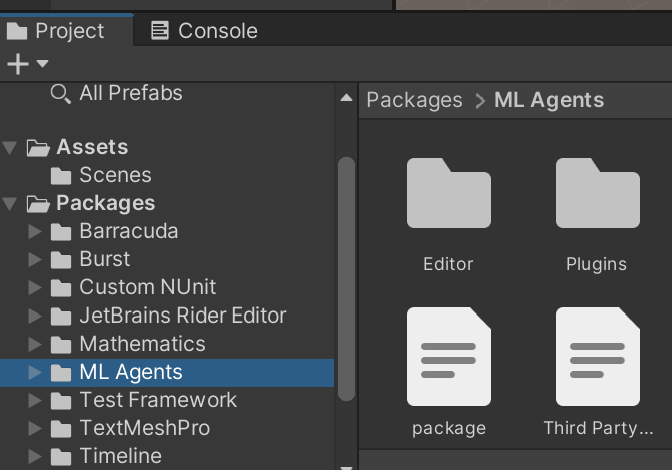 Project
Console
All Prefabs
Packages > ML Agents
Assets
Scenes
Packages
Barracuda
Burst
Custom NUnit
JetBrains Rider Editor
Mathematics
ML Agents
Test Framework
TextMeshPro
Timeline
Editor
Plugins
package
Third Party...